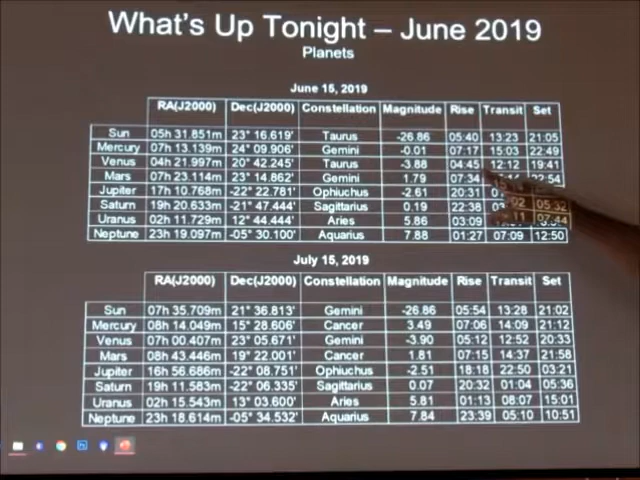 What's Up Tonight – June 2019
Planets
June 15, 2019
RA(J2000) Dec(J2000) Constellation Magnitude Rise Transit Set
Sun 05h 31.851m 23° 16.619' Taurus -26.86 05:40 13:23 21:05
Mercury 07h 13.139m 24° 09.906' Gemini -0.01 07:17 15:03 22:49
Venus 04h 21.997m 20° 42.245' Taurus -3.88 04:45 12:12 19:41
Mars 07h 23.114m 23° 14.862' Gemini 1.79 07:34 22:54
Jupiter 17h 10.768m -22° 22.781' Ophiuchus -2.61 20:31
Saturn 19h 20.633m -21° 47.444' Sagittarius 0.19 22:38 05:32
Uranus 02h 11.729m 12° 44.444' Aries 5.86 03:09
Neptune 23h 19.097m -05° 30.100' Aquarius 7.88 01:27 07:09 12:50
July 15, 2019
RA(J2000) Dec(J2000) Constellation Magnitude Rise Transit Set
Sun 07h 35.709m 21° 36.813' Gemini -26.86 05:54 13:28 21:02
Mercury 08h 14.049m 15° 28.606' Cancer 3.49 07:06 14:09 21:12
Venus 07h 00.407m 23° 05.671' Gemini -3.90 05:12 12:52 20:33
Mars 08h 43.446m 19° 22.001' Cancer 1.81 07:15 14:37 21:58
Jupiter 16h 56.686m -22° 08.751' Ophiuchus -2.51 18:18 22:50 03:21
Saturn 19h 11.583m -22° 06.335' Sagittarius 0.07 20:32 01:04 05:36
Uranus 02h 15.543m 13° 03.600' Aries 5.81 01:13 08:07 15:01
Neptune 23h 18.614m -05° 34.532' Aquarius 7.84 23:39 05:10 10:51